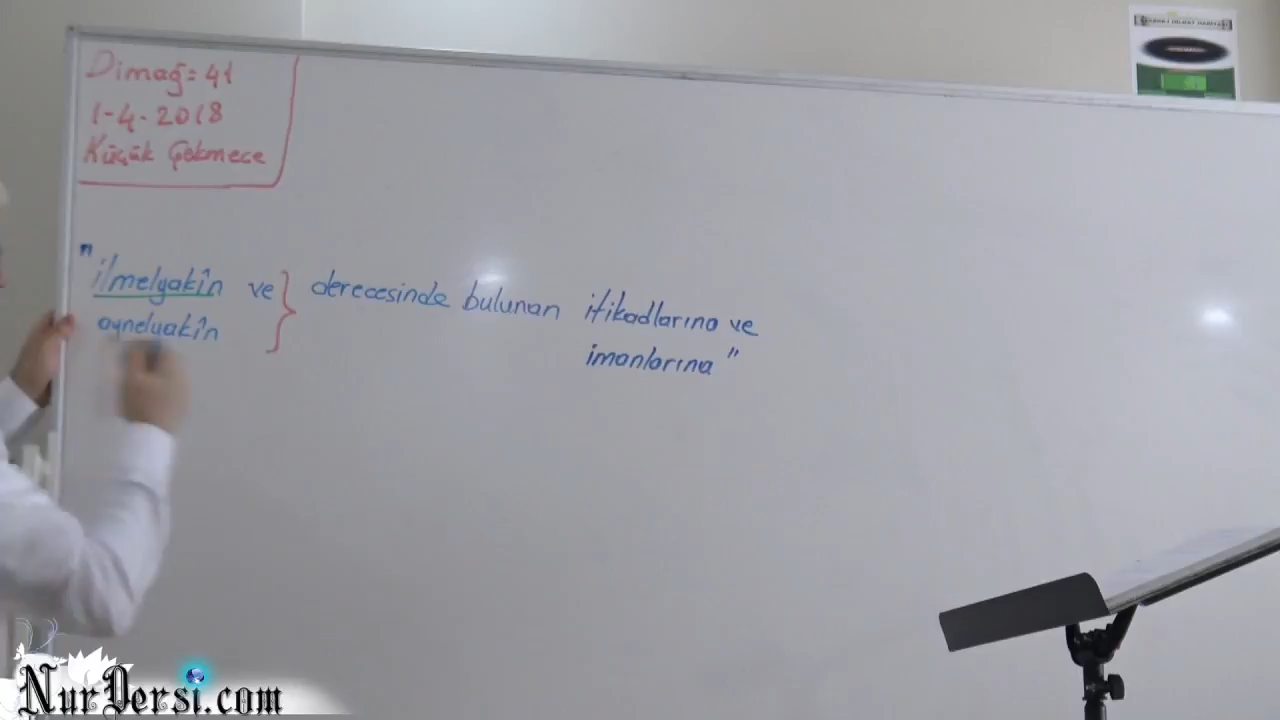 Dimağ= 41
1-4-2018
Küçük Çekmece
"ilmelyakîn ve } derecesinde bulunan itikadlarına ve
aynelyakîn
imanlarına"
NurDersi.com